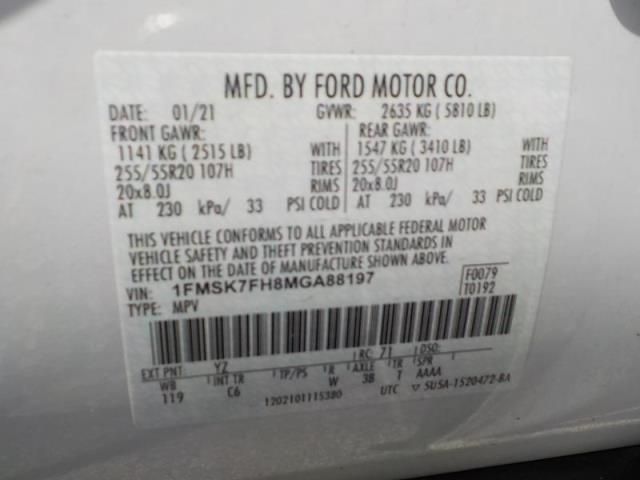 MFD. BY FORD MOTOR CO.
DATE: 01/21 GVWR: 2635 KG ( 5810 LB)
FRONT GAWR: REAR GAWR:
1141 KG ( 2515 LB) WITH 1547 KG ( 3410 LB) WITH
255/55R20 107H TIRES 255/55R20 107H TIRES
20x8.0J RIMS 20x8.0J RIMS
AT 230 kPa/ 33 PSI COLD AT 230 kPa/ 33 PSI COLD
THIS VEHICLE CONFORMS TO ALL APPLICABLE FEDERAL MOTOR
VEHICLE SAFETY AND THEFT PREVENTION STANDARDS IN
EFFECT ON THE DATE OF MANUFACTURE SHOWN ABOVE.
VIN: 1FMSK7FH8MGA88197 F0079
TYPE: MPV T0192
EXT PNT: YZ RC: 71 DSO:
WB INT TR TP/PS R AXLE TR SPR
119 C6 W 3B T AAAA
1202101115380 UTC ▽ 5U5A-1520472-BA